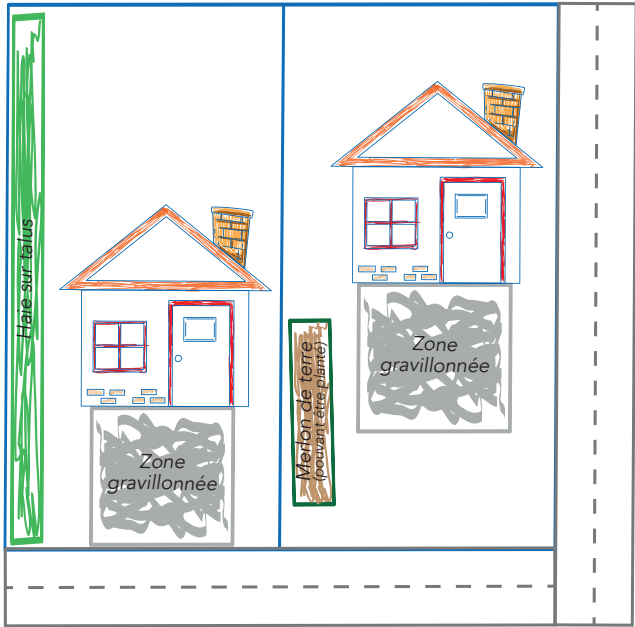 Haie sur talus
Zone
gravillonnée
Merlon de terre
(pouvant être planté)
Zone
gravillonnée